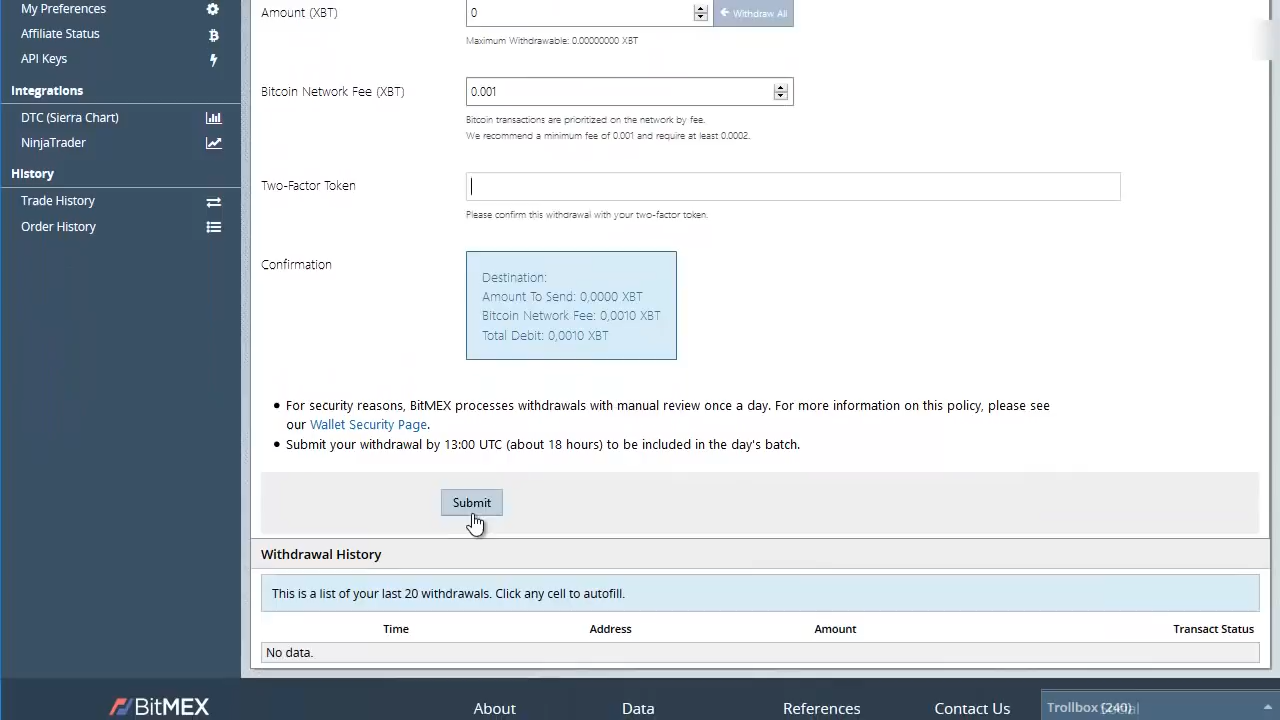 My Preferences
Affiliate Status
API Keys
Integrations
DTC (Sierra Chart)
NinjaTrader
History
Trade History
Order History
Amount (XBT)
0
Withdraw All
Maximum Withdrawable: 0.00000000 XBT
Bitcoin Network Fee (XBT)
0.001
Bitcoin transactions are prioritized on the network by fee.
We recommend a minimum fee of 0.001 and require at least 0.0002.
Two-Factor Token
Please confirm this withdrawal with your two-factor token.
Confirmation
Destination:
Amount To Send: 0,0000 XBT
Bitcoin Network Fee: 0,0010 XBT
Total Debit: 0,0010 XBT
For security reasons, BitMEX processes withdrawals with manual review once a day. For more information on this policy, please see
our Wallet Security Page.
Submit your withdrawal by 13:00 UTC (about 18 hours) to be included in the day's batch.
Submit
Withdrawal History
This is a list of your last 20 withdrawals. Click any cell to autofill.
Time Address Amount Transact Status
No data.
BitMEX About Data References Contact Us Social
Trollbox (240)